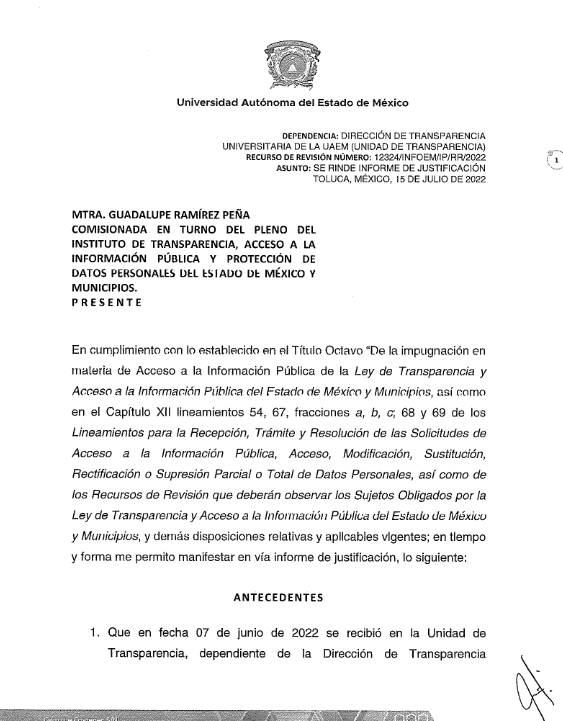 Universidad Autónoma del Estado de México
DEPENDENCIA: DIRECCIÓN DE TRANSPARENCIA
UNIVERSITARIA DE LA UAEM (UNIDAD DE TRANSPARENCIA)
RECURSO DE REVISIÓN NÚMERO: 12324/INFOEM/IP/RR/2022
ASUNTO: SE RINDE INFORME DE JUSTIFICACIÓN
TOLUCA, MÉXICO, 15 DE JULIO DE 2022
1
MTRA. GUADALUPE RAMÍREZ PEÑA
COMISIONADA EN TURNO DEL PLENO DEL
INSTITUTO DE TRANSPARENCIA, ACCESO A LA
INFORMACIÓN PÚBLICA Y PROTECCIÓN DE
DATOS PERSONALES DEL ESTADO DE MÉXICO Y
MUNICIPIOS.
P R E S E N T E
En cumplimiento con lo establecido en el Título Octavo "De la impugnación en
materia de Acceso a la Información Pública de la Ley de Transparencia y
Acceso a la Información Pública del Estado de México y Municipios, así como
en el Capítulo XII lineamientos 54, 67, fracciones a, b, c; 68 y 69 de los
Lineamientos para la Recepción, Trámite y Resolución de las Solicitudes de
Acceso a la Información Pública, Acceso, Modificación, Sustitución,
Rectificación o Supresión Parcial o Total de Datos Personales, así como de
los Recursos de Revisión que deberán observar los Sujetos Obligados por la
Ley de Transparencia y Acceso a la Información Pública del Estado de México
y Municipios, y demás disposiciones relativas y aplicables vigentes; en tiempo
y forma me permito manifestar en vía informe de justificación, lo siguiente:
ANTECEDENTES
1. Que en fecha 07 de junio de 2022 se recibió en la Unidad de
Transparencia, dependiente de la Dirección de Transparencia